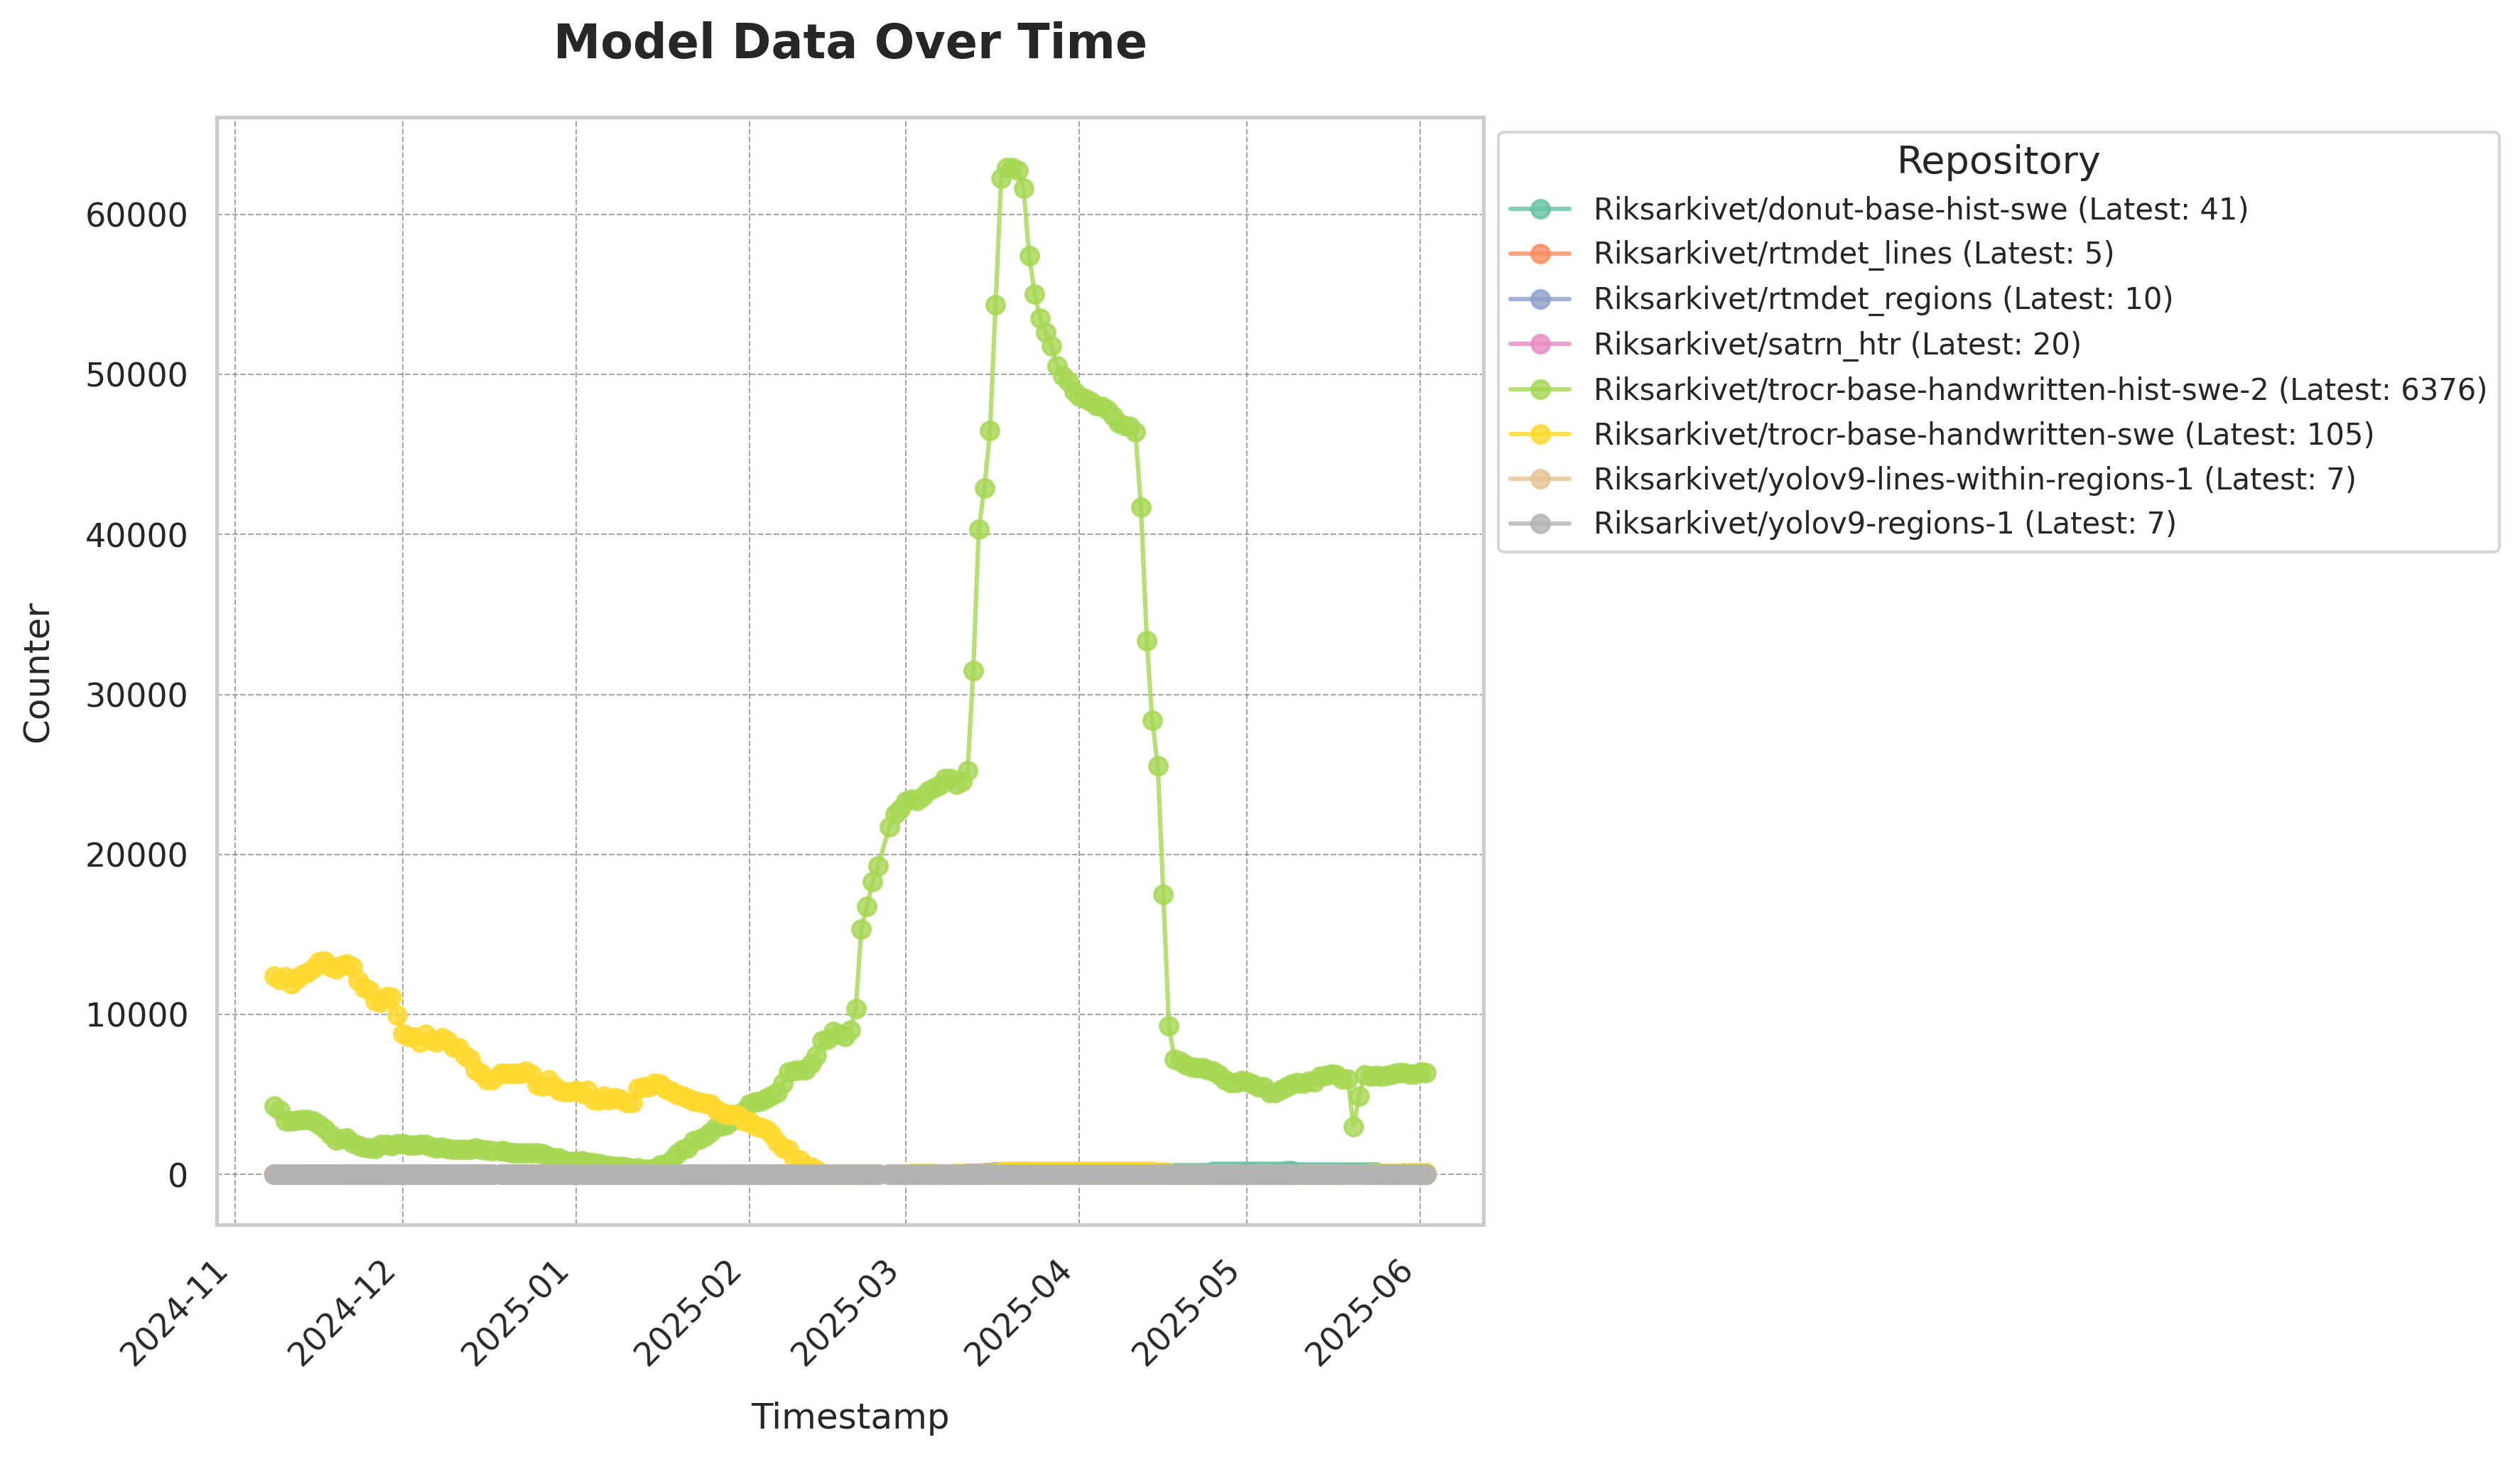 Model Data Over Time
Counter
60000
50000
40000
30000
20000
10000
0
2024-11
2024-12
2025-01
2025-02
2025-03
2025-04
2025-05
2025-06
Timestamp
Repository
Riksarkivet/donut-base-hist-swe (Latest: 41)
Riksarkivet/rtmdet_lines (Latest: 5)
Riksarkivet/rtmdet_regions (Latest: 10)
Riksarkivet/satrn_htr (Latest: 20)
Riksarkivet/trocr-base-handwritten-hist-swe-2 (Latest: 6376)
Riksarkivet/trocr-base-handwritten-swe (Latest: 105)
Riksarkivet/yolov9-lines-within-regions-1 (Latest: 7)
Riksarkivet/yolov9-regions-1 (Latest: 7)